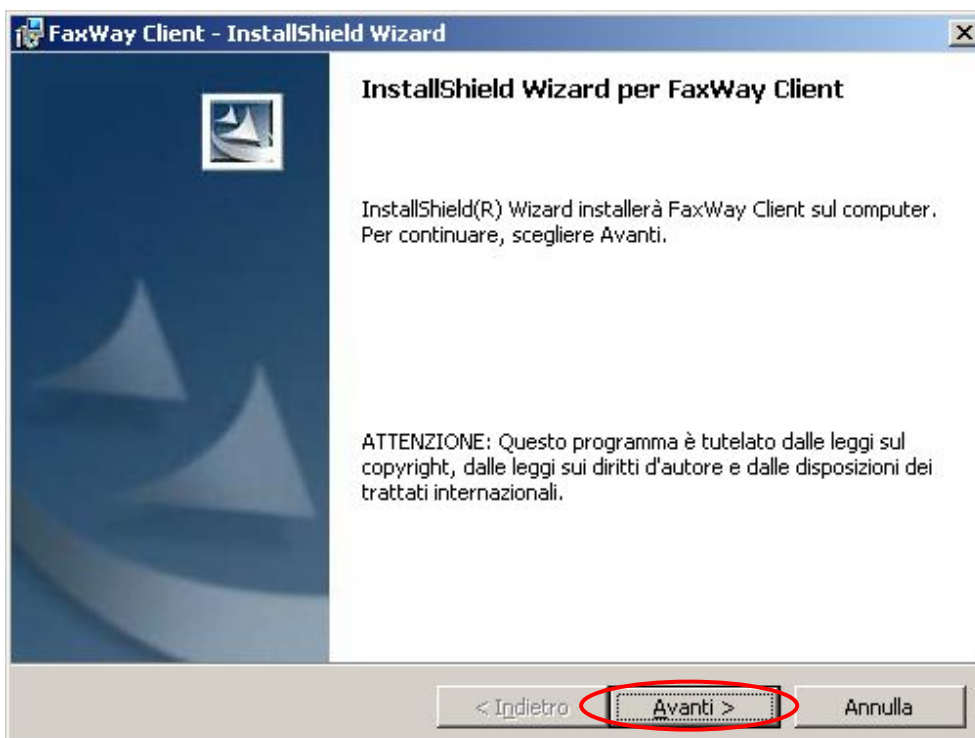 FaxWay Client - InstallShield Wizard
InstallShield Wizard per FaxWay Client
InstallShield(R) Wizard installerà FaxWay Client sul computer.
Per continuare, scegliere Avanti.
ATTENZIONE: Questo programma è tutelato dalle leggi sul
copyright, dalle leggi sui diritti d'autore e dalle disposizioni dei
trattati internazionali.
< Indietro Avanti > Annulla